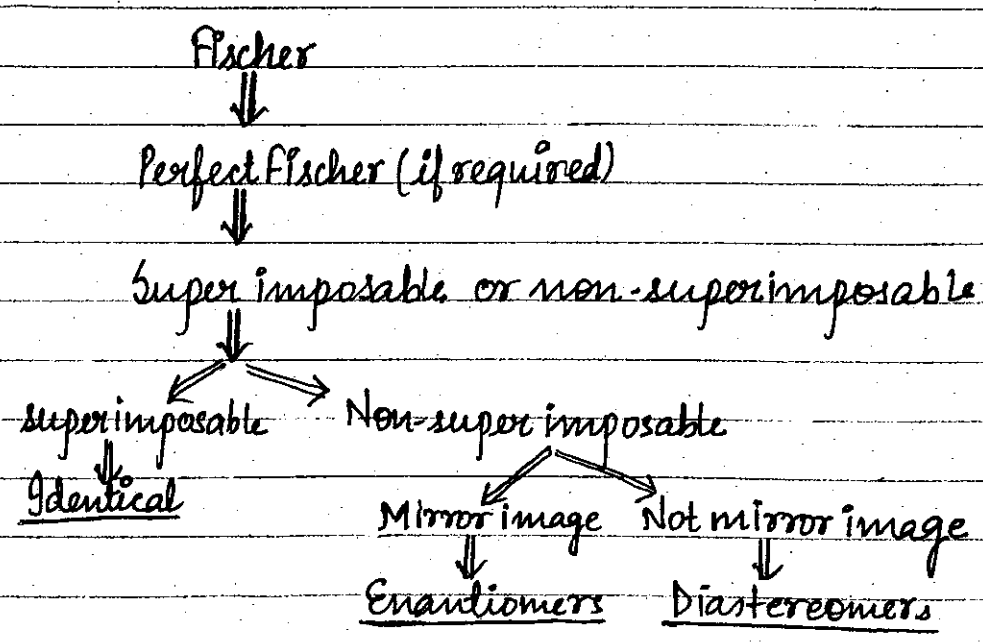 Fischer
Perfect Fischer (if required)
Super imposable or non-superimposable
superimposable Non-super imposable
Identical
Mirror image Not mirror image
Enantiomers Diastereomers